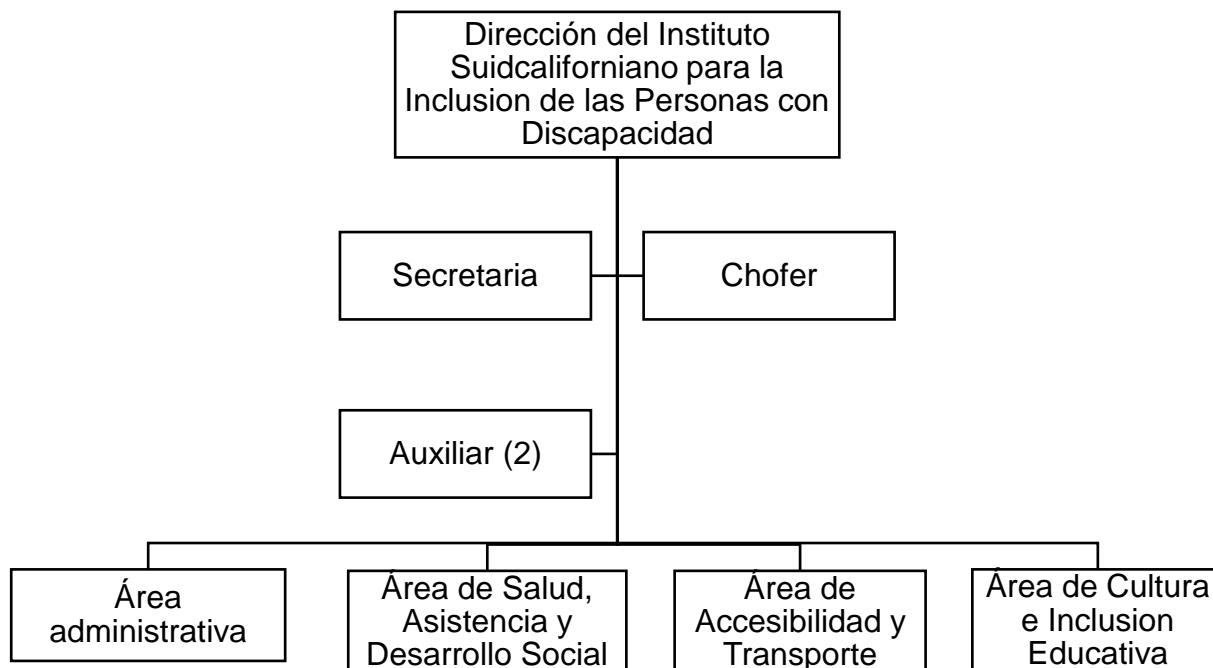 Dirección del Instituto
Suidcaliforniano para la
Inclusion de las Personas con
Discapacidad
Secretaria
Chofer
Auxiliar (2)
Área
administrativa
Área de Salud,
Asistencia y
Desarrollo Social
Área de
Accesibilidad y
Transporte
Área de Cultura
e Inclusion
Educativa